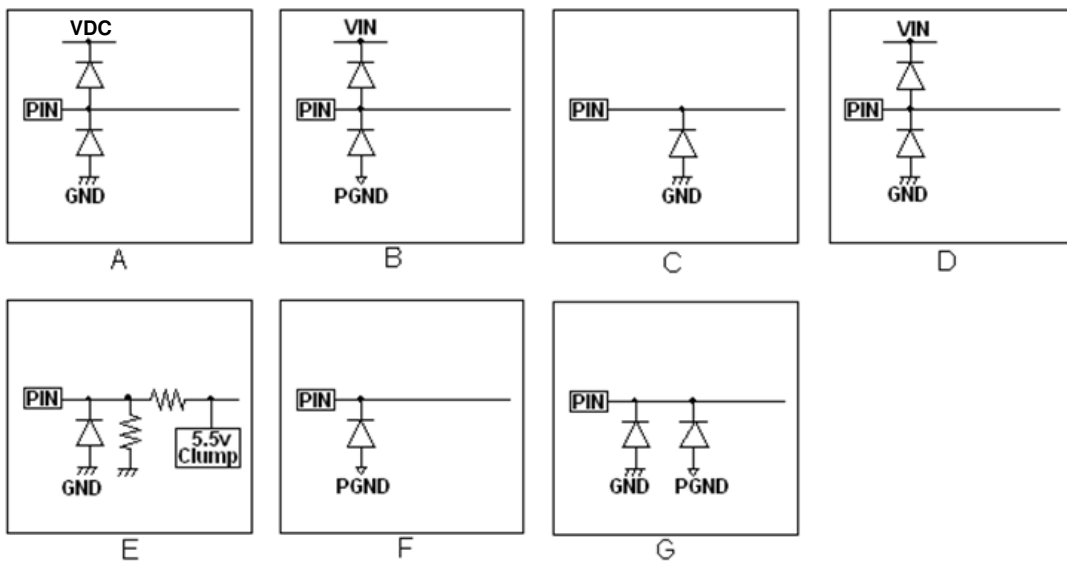 VDC
PIN
GND
A
VIN
PIN
PGND
B
PIN
GND
C
VIN
PIN
GND
D
PIN
GND
5.5v
Clump
E
PIN
PGND
F
PIN
GND PGND
G